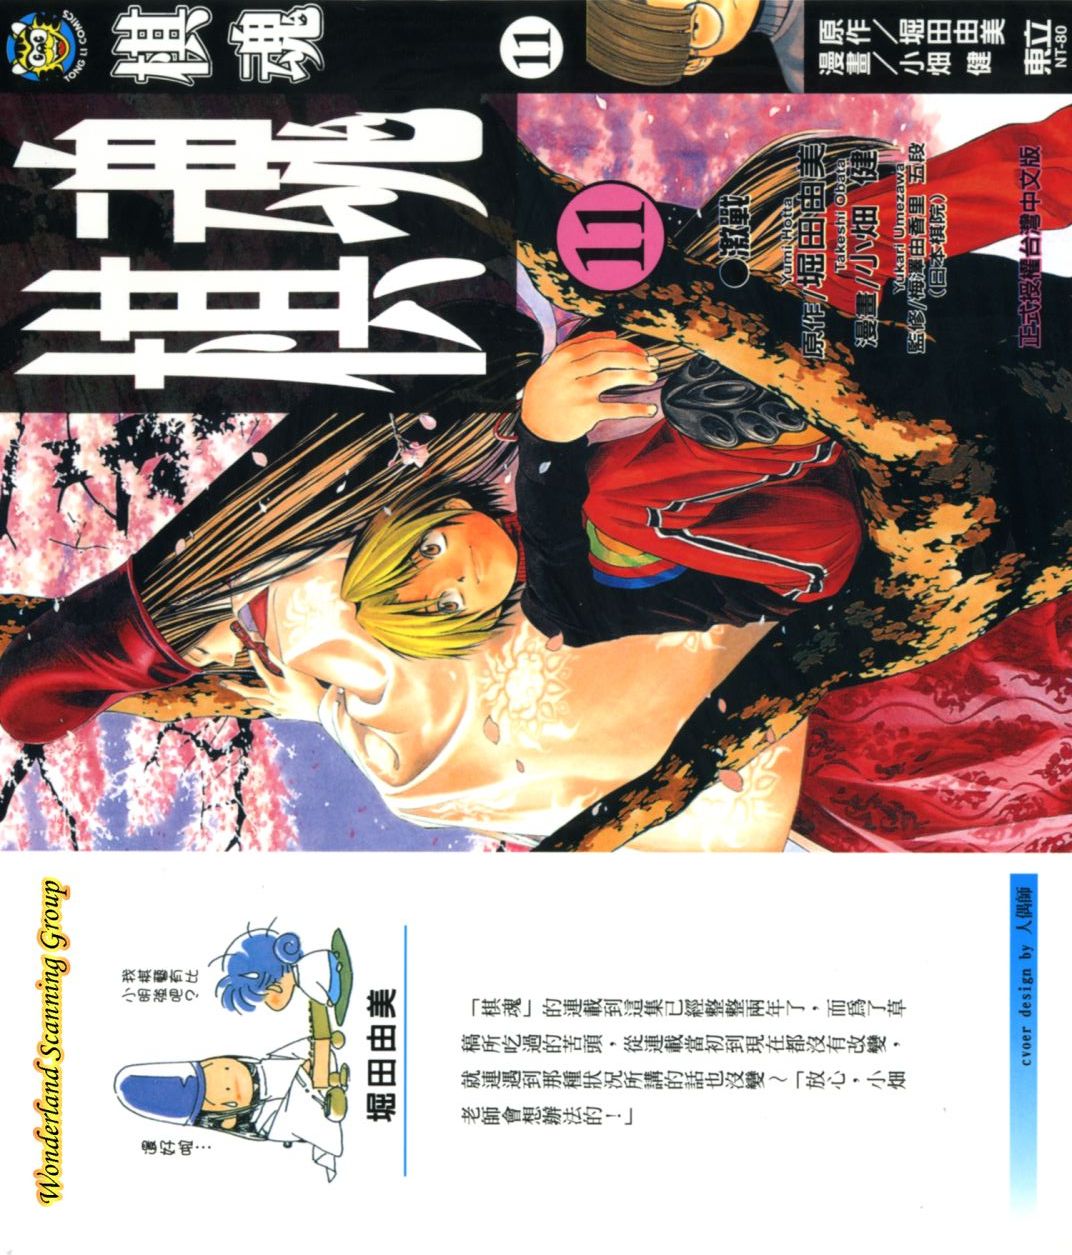 TONG LI COMICS
棋魂
11
原作／堀田由美
漫畫／小畑 健
東立
NT-80
棋魂
11
●激戰
Yumi Hotta
原作/堀田由美
Takeshi Obata
漫畫/小畑 健
Yukari Umezawa
監修/梅澤由香里 五段
（日本棋院）
正式授權台灣中文版
Wonderland Scanning Group
我棋藝有比
小明強吧？
還好啦…
堀田由美
「棋魂」的連載到這集已經整整兩年了，而為了草
稿所吃過的苦頭，從連載當初到現在都沒有改變，
就連遇到那種狀況所講的話也沒變～「放心，小畑
老師會想辦法的！」
cvoer design by 人偶師